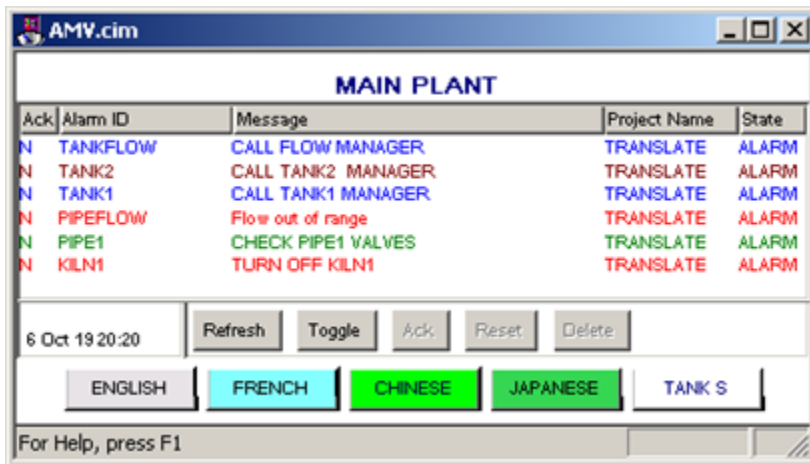 AMV.cim
MAIN PLANT
Ack Alarm ID Message Project Name State
N TANKFLOW CALL FLOW MANAGER TRANSLATE ALARM
N TANK2 CALL TANK2 MANAGER TRANSLATE ALARM
N TANK1 CALL TANK1 MANAGER TRANSLATE ALARM
N PIPEFLOW Flow out of range TRANSLATE ALARM
N PIPE1 CHECK PIPE1 VALVES TRANSLATE ALARM
N KILN1 TURN OFF KILN1 TRANSLATE ALARM
6 Oct 19 20:20 Refresh Toggle Ack Reset Delete
ENGLISH FRENCH CHINESE JAPANESE TANK S
For Help, press F1